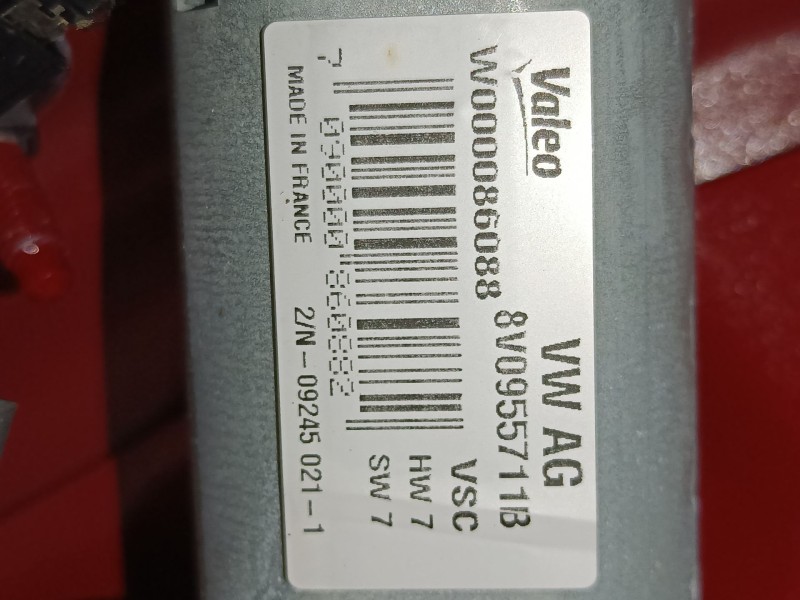 Valeo
VW AG
W000086088
8V0955711B
VSC
HW 7
SW 7
7 090000 860882
MADE IN FRANCE 2/N-09245 021-1